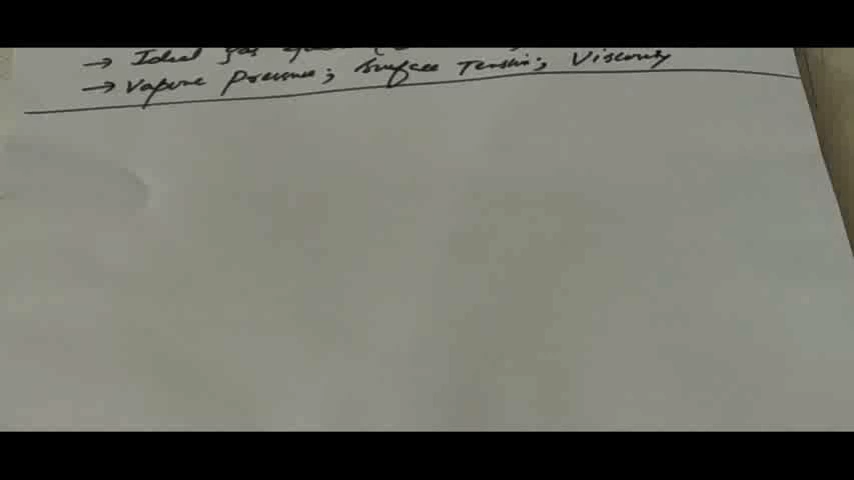 → Ideal gas
→ Vapour Pressure; Surface Tension; Viscosity